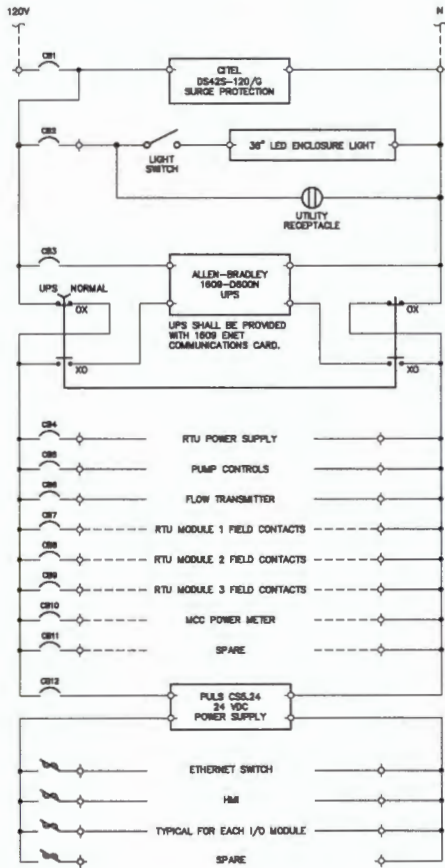 120V
N
CB1
CITEL
DS42S-120/G
SURGE PROTECTION
CB2
LIGHT
SWITCH
36" LED ENCLOSURE LIGHT
UTILITY
RECEPTACLE
CB3
ALLEN-BRADLEY
1609-D600N
UPS
UPS NORMAL
OX
OX
UPS SHALL BE PROVIDED
WITH 1609 ENET
COMMUNICATIONS CARD.
XO
XO
CB4
RTU POWER SUPPLY
CB5
PUMP CONTROLS
CB6
FLOW TRANSMITTER
CB7
RTU MODULE 1 FIELD CONTACTS
CB8
RTU MODULE 2 FIELD CONTACTS
CB9
RTU MODULE 3 FIELD CONTACTS
CB10
MCC POWER METER
CB11
SPARE
CB12
PULS CS5.24
24 VDC
POWER SUPPLY
ETHERNET SWITCH
HMI
TYPICAL FOR EACH I/O MODULE
SPARE